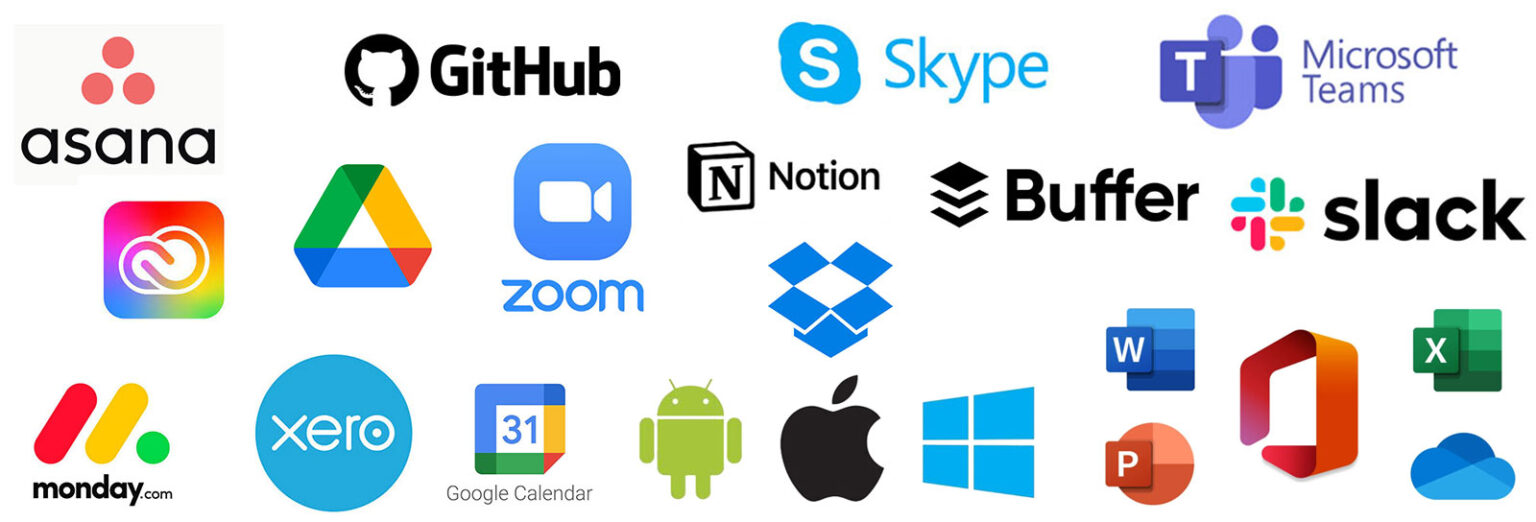 asana
GitHub
S
Skype
T
Microsoft
Teams
zoom
N
Notion
Buffer
slack
monday.com
xero
31
Google Calendar
W
X
P